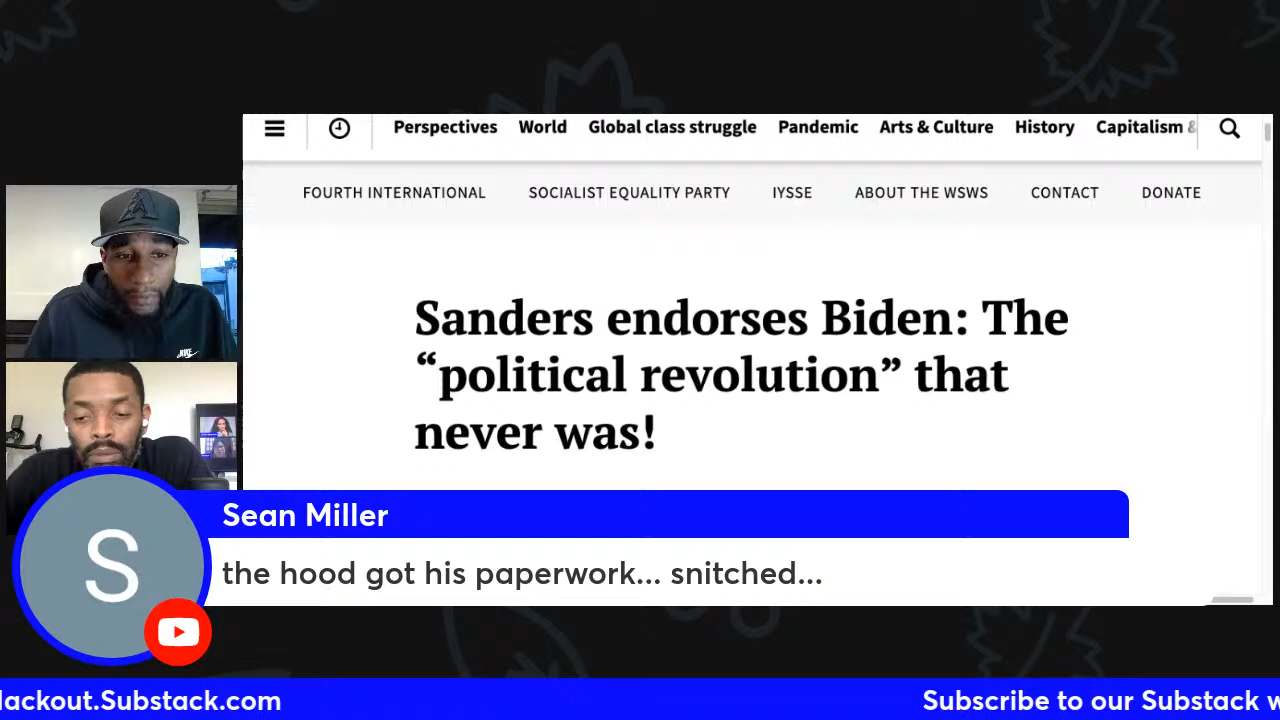 Perspectives World Global class struggle Pandemic Arts & Culture History Capitalism &
FOURTH INTERNATIONAL SOCIALIST EQUALITY PARTY IYSSE ABOUT THE WSWS CONTACT DONATE
Sanders endorses Biden: The
“political revolution” that
never was!
A
NIKE
Sean Miller
S
the hood got his paperwork... snitched...
lackout.Substack.com Subscribe to our Substack w